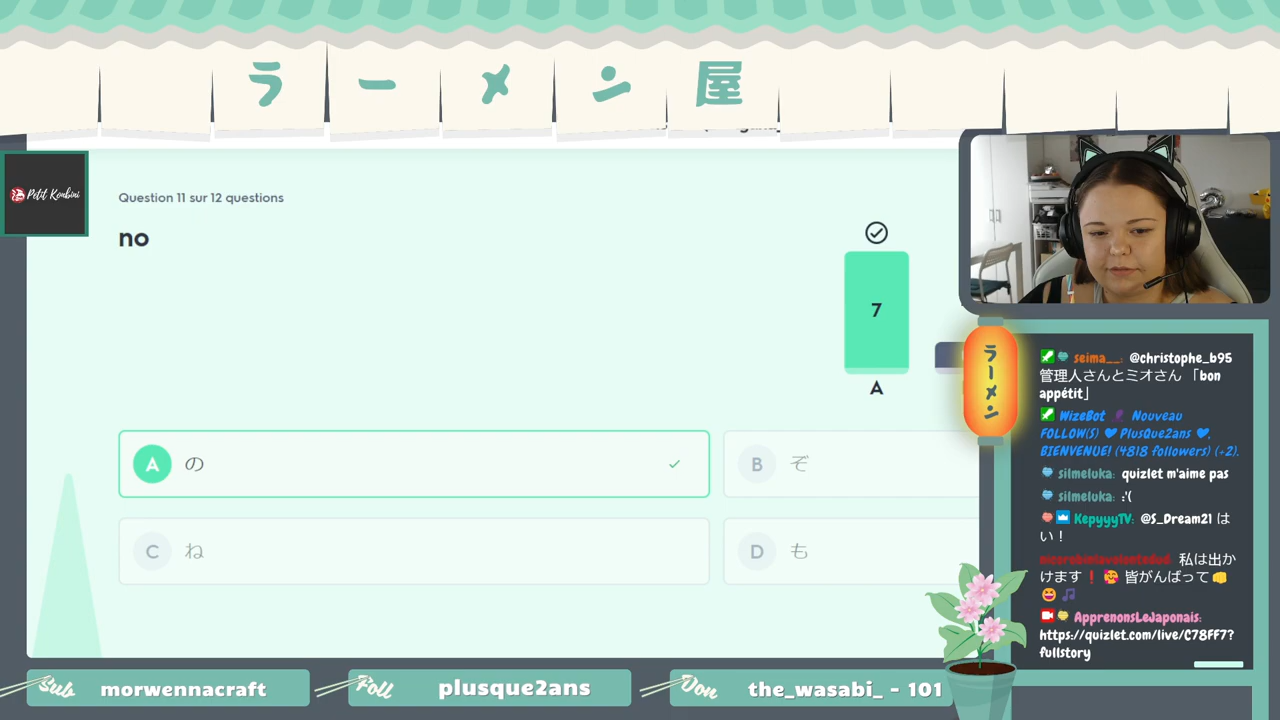 ラーメン屋
Petit Konbini
Question 11 sur 12 questions
no
7
A
A の
B ぞ
C ね
D も
ラーメン
seima__: @christophe_b95
管理人さんとミオさん 「bon
appétit」
WizeBot Nouveau
FOLLOW(S) PlusQue2ans
BIENVENUE! (4818 followers) (+2).
silmeluka: quizlet m'aime pas
silmeluka: :'(
KepyyyTV: @S_Dream21 は
い！
私は出か
けます❗ 🥰 皆がんばって👊
😆 🎵
ApprenonsLeJaponais:
https://quizlet.com/live/C78FF7?
fullstory
Sub morwennacraft
Foll plusque2ans
Don the_wasabi_ - 101